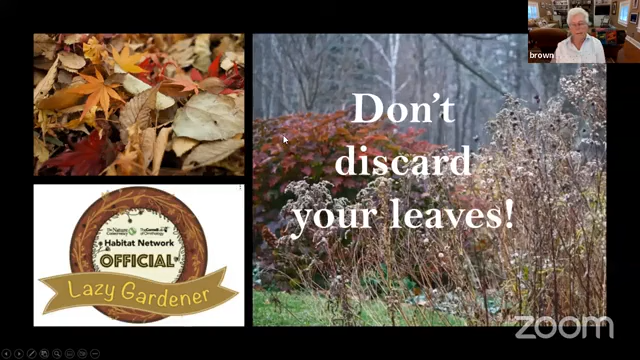 brown
Don't
discard
your leaves!
The Nature Conservancy
The Cornell Lab of Ornithology
Habitat Network
OFFICIAL
Lazy Gardener
zoom